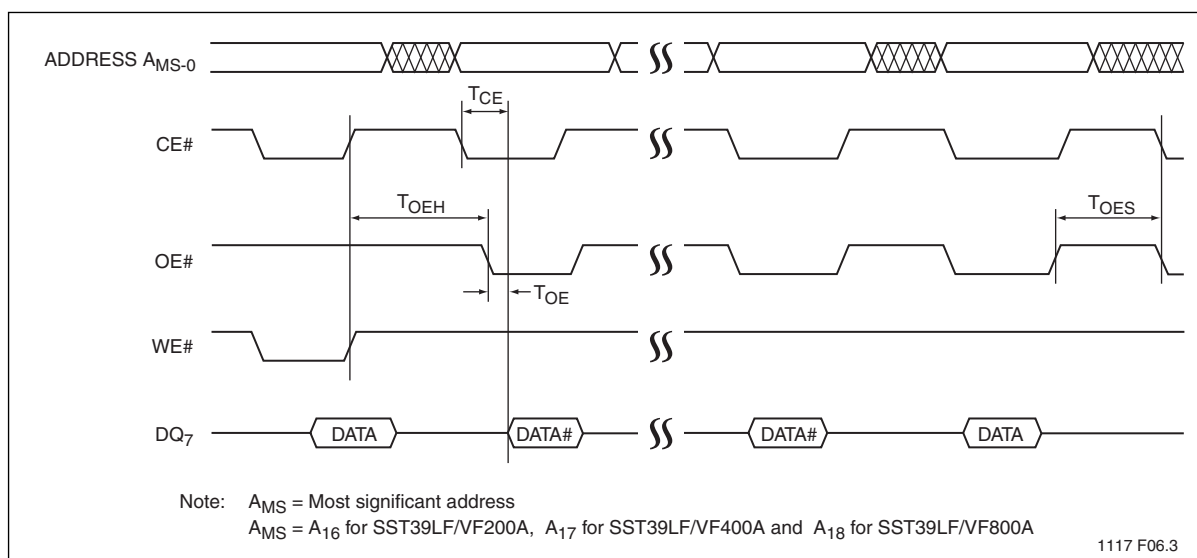 ADDRESS AMS-0
TCE
CE#
TOEH
TOES
OE#
TOE
WE#
DQ7
DATA
DATA#
DATA#
DATA
Note: AMS = Most significant address
AMS = A16 for SST39LF/VF200A, A17 for SST39LF/VF400A and A18 for SST39LF/VF800A
1117 F06.3